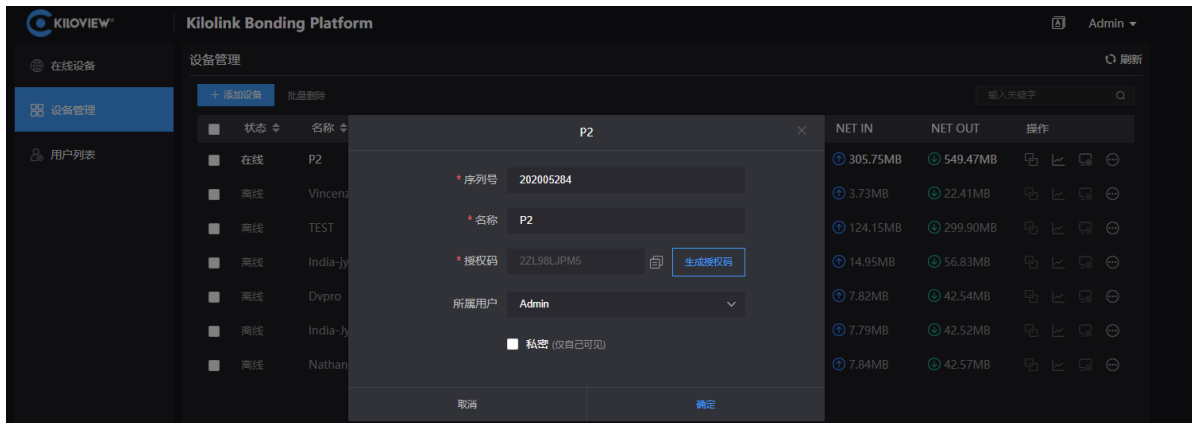 KILOVIEW® Kilolink Bonding Platform A Admin
在线设备 设备管理 刷新
+ 添加设备 批量删除 输入关键字
设备管理
状态 名称 P2 NET IN NET OUT 操作
用户列表
在线 P2 305.75MB 549.47MB
* 序列号 202005284
离线 Vincenz 3.73MB 22.41MB
* 名称 P2
离线 TEST 124.15MB 299.90MB
* 授权码 2ZL98LJPM5 生成授权码
离线 India-jy 14.95MB 56.83MB
所属用户 Admin
离线 Dvpro 7.82MB 42.54MB
离线 India-Jy 7.79MB 42.52MB
私密 (仅自己可见)
离线 Nathan 7.84MB 42.57MB
取消 确定